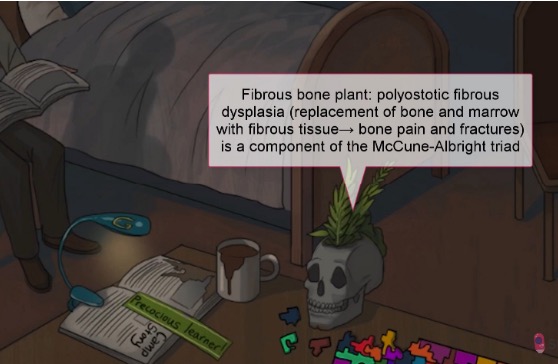 Fibrous bone plant: polyostotic fibrous
dysplasia (replacement of bone and marrow
with fibrous tissue→ bone pain and fractures)
is a component of the McCune-Albright triad
Precocious learner
Camp
Story